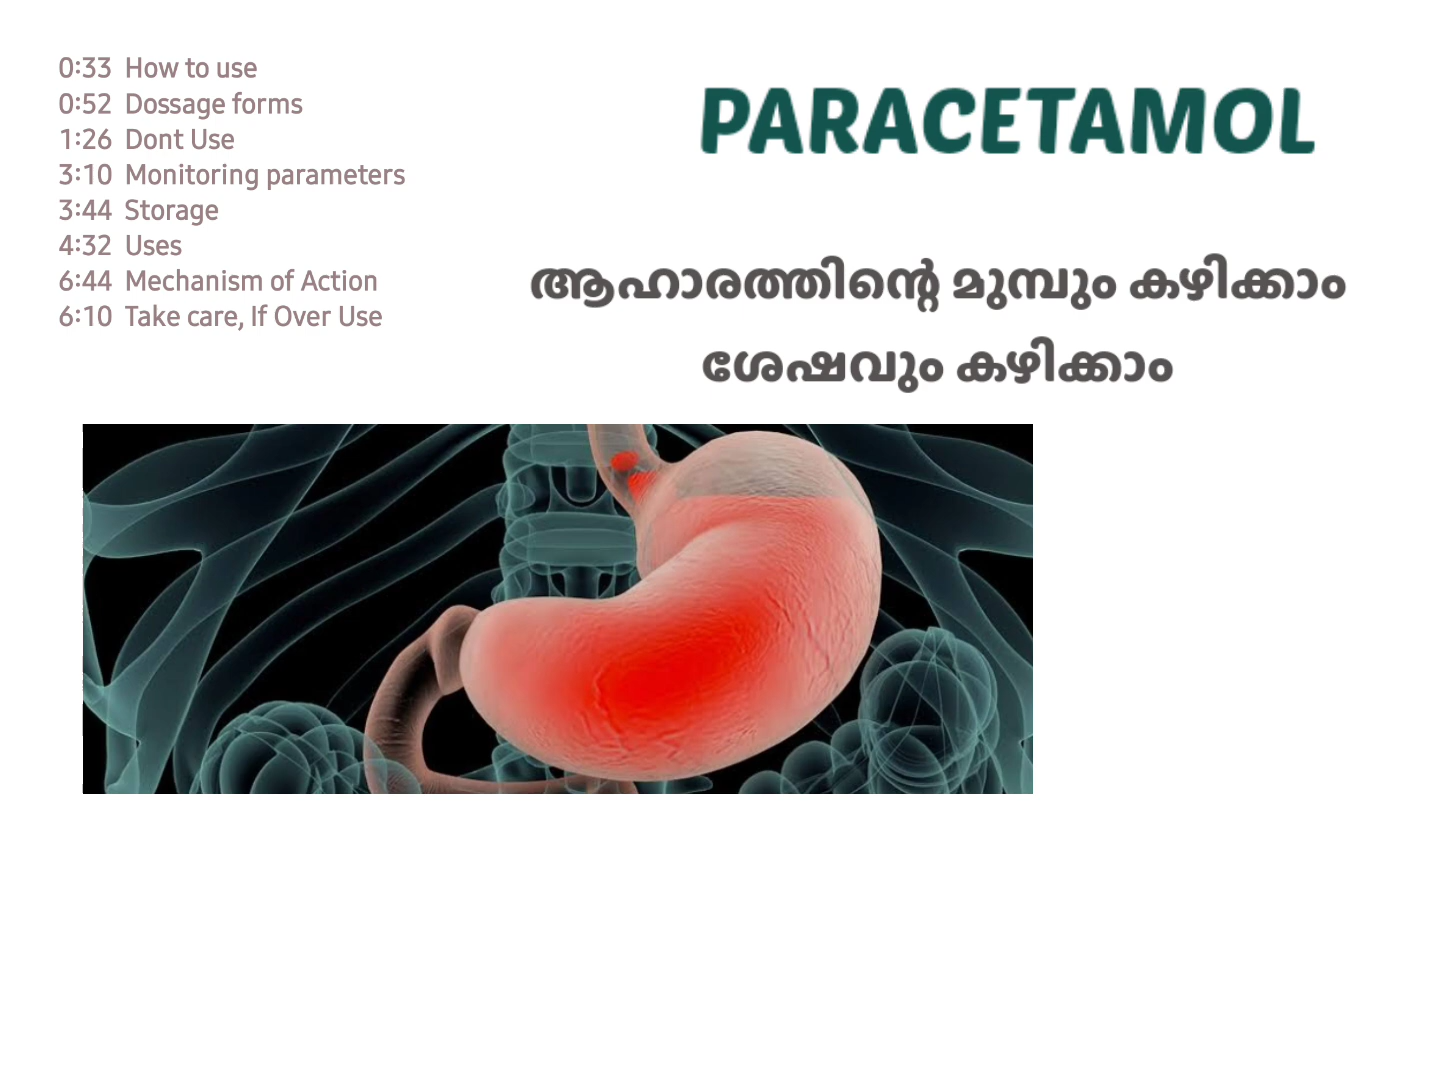 0:33 How to use
0:52 Dossage forms
1:26 Dont Use
3:10 Monitoring parameters
3:44 Storage
4:32 Uses
6:44 Mechanism of Action
6:10 Take care, If Over Use
PARACETAMOL
ആഹാരത്തിന്റെ മുമ്പും കഴിക്കാം
ശേഷവും കഴിക്കാം